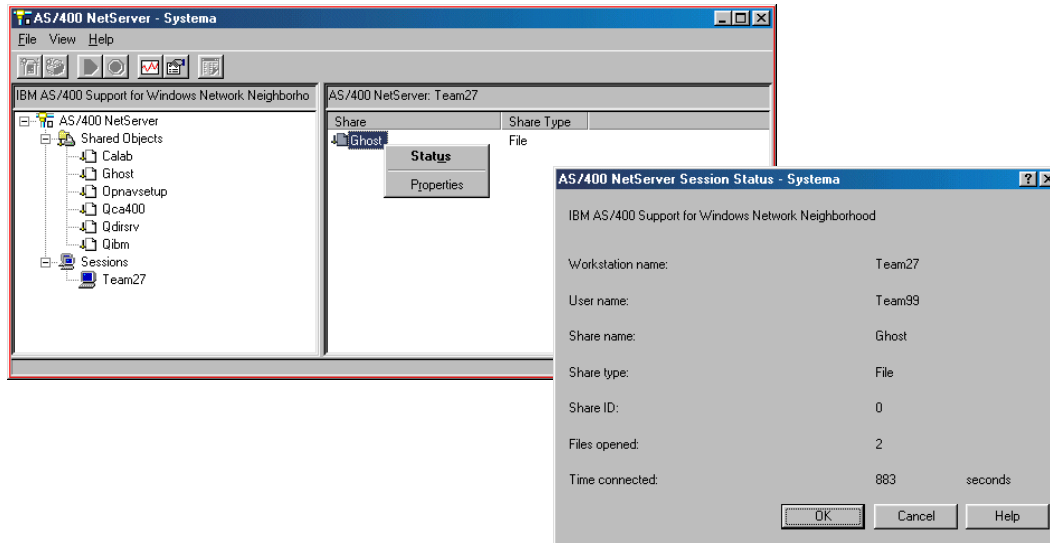 AS/400 NetServer - Systema
File View Help
IBM AS/400 Support for Windows Network Neighborho
AS/400 NetServer: Team27
AS/400 NetServer
Shared Objects
Calab
Ghost
Opnavsetup
Qca400
Qdirsrv
Qibm
Sessions
Team27
Share Share Type
Ghost File
Status
Properties
AS/400 NetServer Session Status - Systema
IBM AS/400 Support for Windows Network Neighborhood
Workstation name: Team27
User name: Team99
Share name: Ghost
Share type: File
Share ID: 0
Files opened: 2
Time connected: 883 seconds
OK Cancel Help